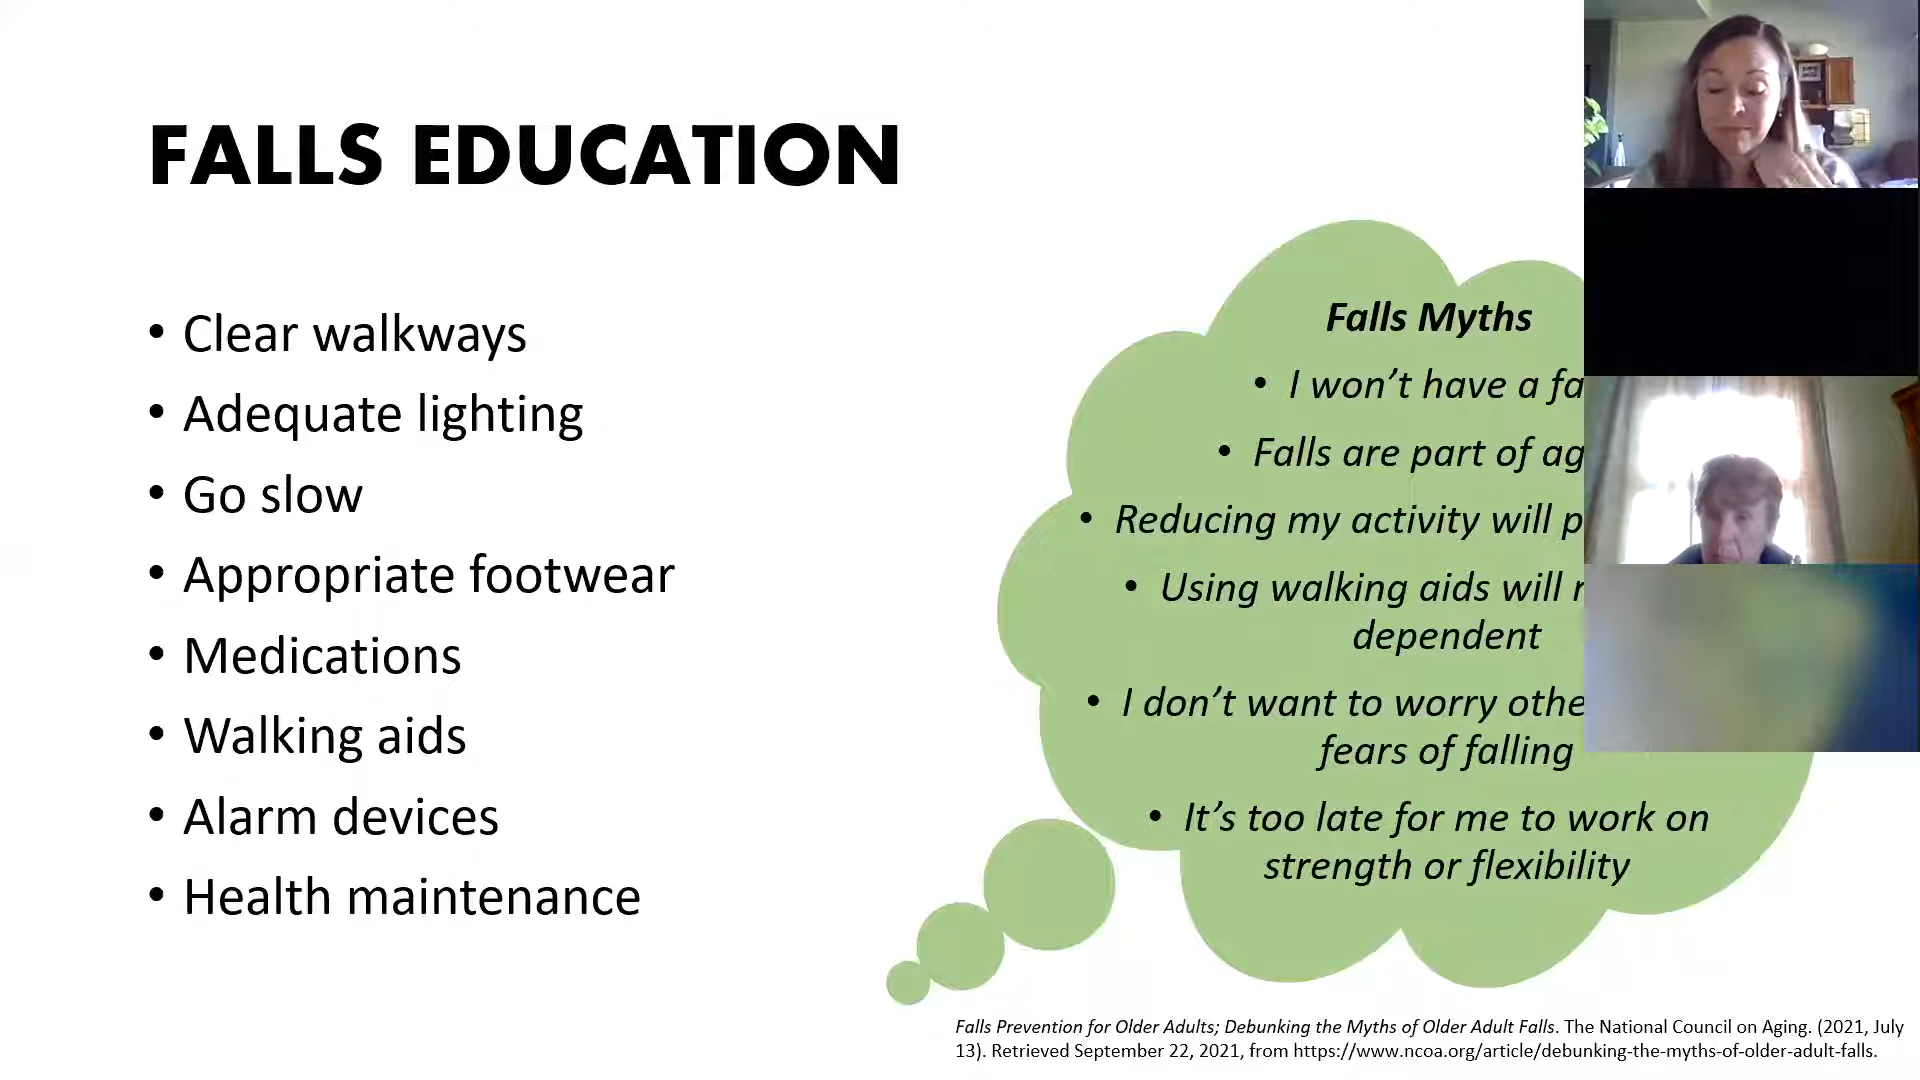 FALLS EDUCATION
• Clear walkways
• Adequate lighting
• Go slow
• Appropriate footwear
• Medications
• Walking aids
• Alarm devices
• Health maintenance
Falls Myths
• I won’t have a
• Falls are part of
• Reducing my activity will
• Using walking aids will
dependent
• I don’t want to worry
fears of falling
• It’s too late for me to work on
strength or flexibility
Falls Prevention for Older Adults; Debunking the Myths of Older Adult Falls. The National Council on Aging. (2021, July
13). Retrieved September 22, 2021, from https://www.ncoa.org/article/debunking-the-myths-of-older-adult-falls.